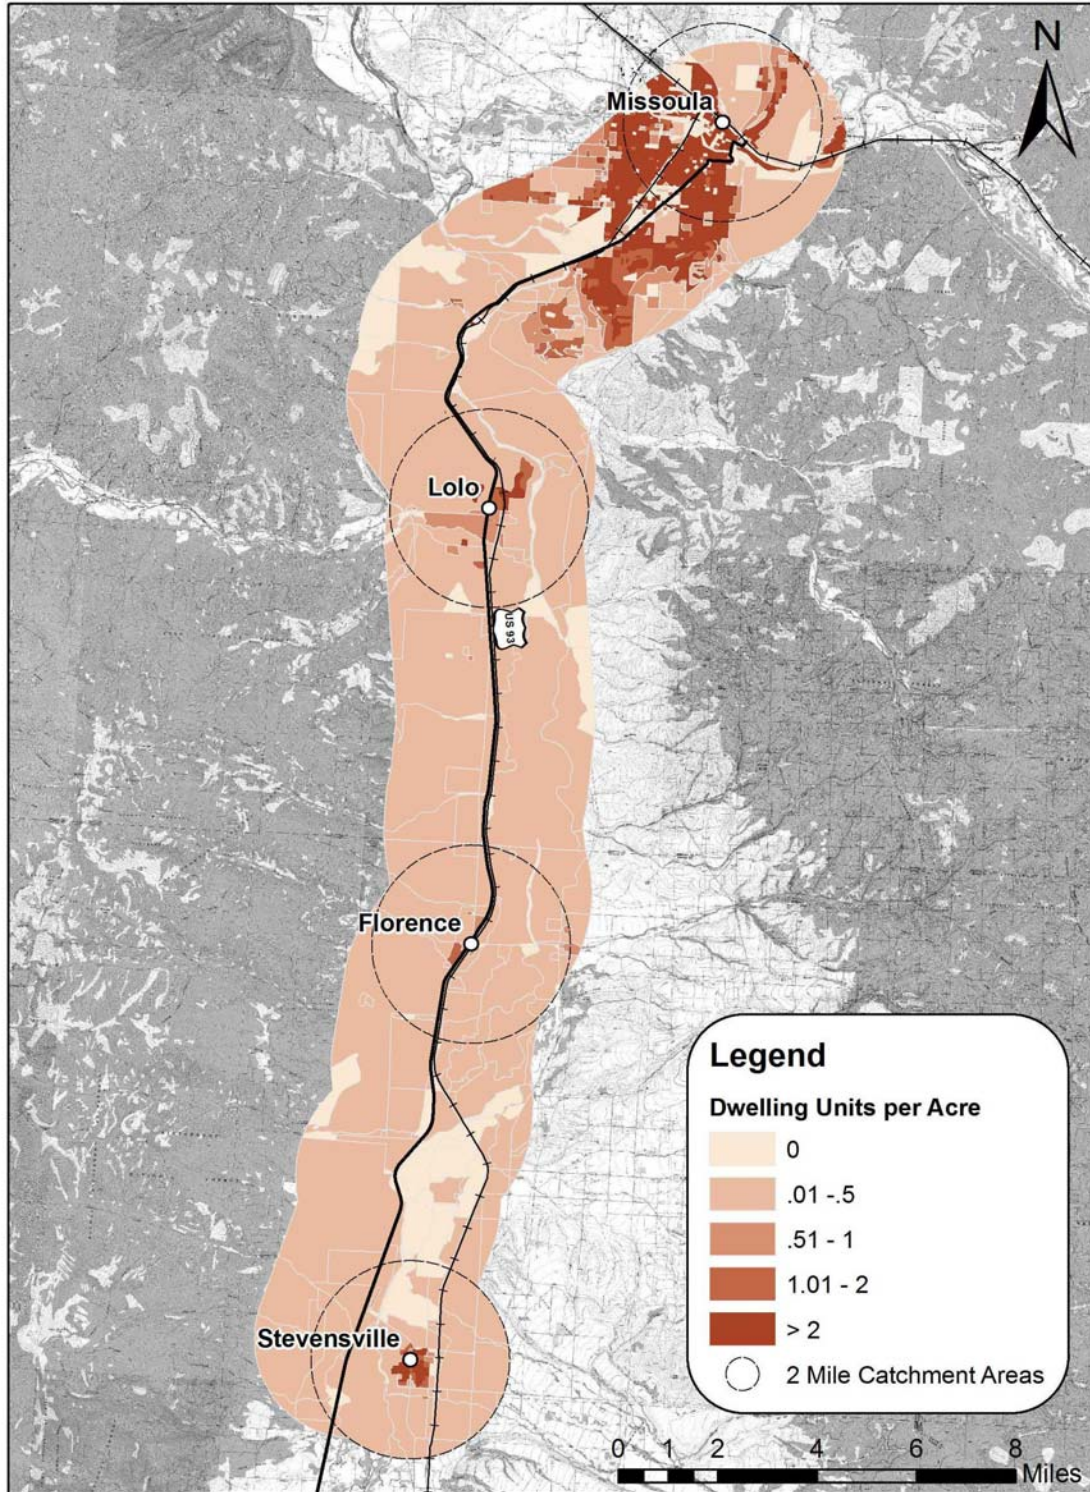 N
Missoula
Lolo
US 93
Florence
Stevensville
Legend
Dwelling Units per Acre
0
.01 -.5
.51 - 1
1.01 - 2
> 2
2 Mile Catchment Areas
0 1 2 4 6 8
Miles